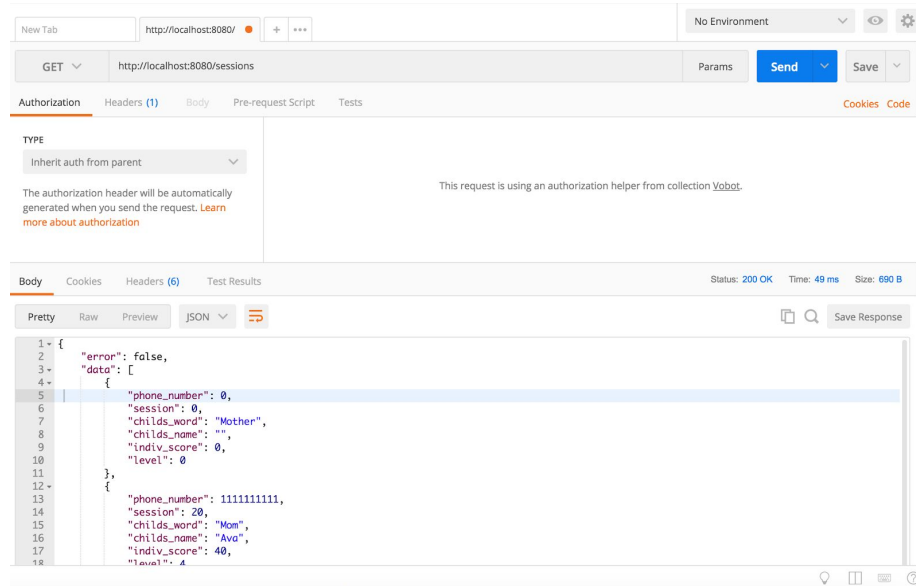 New Tab
http://localhost:8080/
+
•••
No Environment
GET
http://localhost:8080/sessions
Params
Send
Save
Authorization
Headers (1)
Body
Pre-request Script
Tests
Cookies
Code
TYPE
Inherit auth from parent
The authorization header will be automatically
generated when you send the request. Learn
more about authorization
This request is using an authorization helper from collection Vobot.
Body
Cookies
Headers (6)
Test Results
Status: 200 OK
Time: 49 ms
Size: 690 B
Pretty
Raw
Preview
JSON
Save Response
1 {
2 "error": false,
3 "data": [
4 {
5 "phone_number": 0,
6 "session": 0,
7 "childs_word": "Mother",
8 "childs_name": "",
9 "indiv_score": 0,
10 "level": 0
11 },
12 {
13 "phone_number": 1111111111,
14 "session": 20,
15 "childs_word": "Mom",
16 "childs_name": "Ava",
17 "indiv_score": 40,
18 "level": 4